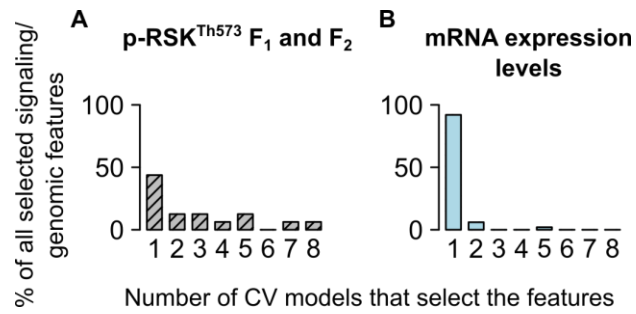 A
p-RSKTh573 F1 and F2
B
mRNA expression
levels
% of all selected signaling/
genomic features
100
50
0
1 2 3 4 5 6 7 8
100
50
0
1 2 3 4 5 6 7 8
Number of CV models that select the features